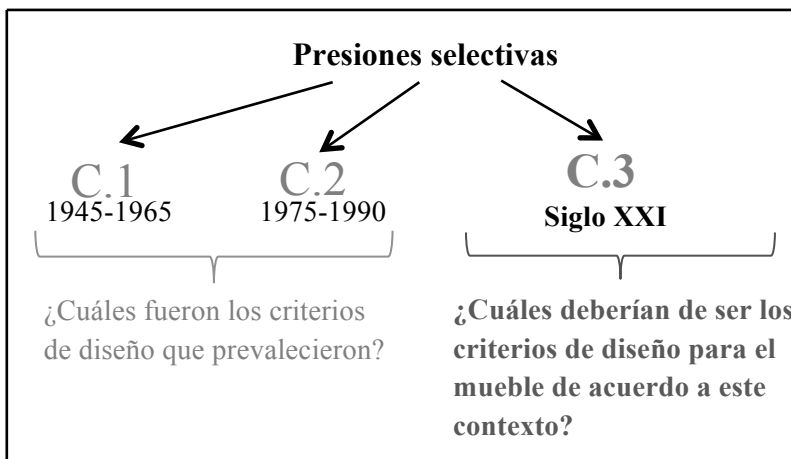 Presiones selectivas
C.1
1945-1965
C.2
1975-1990
C.3
Siglo XXI
¿Cuáles fueron los criterios
de diseño que prevalecieron?
¿Cuáles deberían de ser los
criterios de diseño para el
mueble de acuerdo a este
contexto?